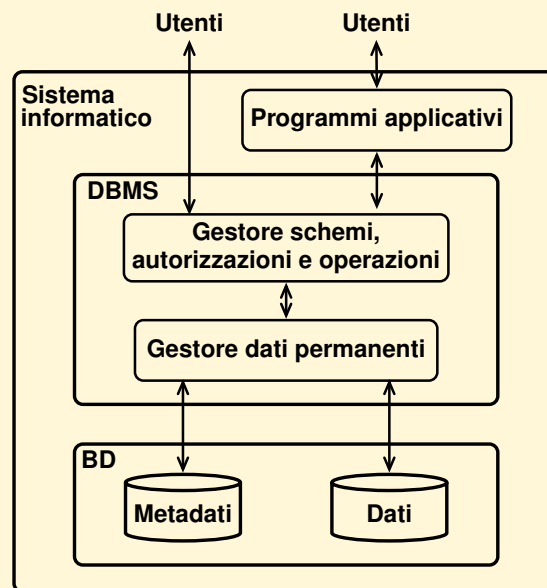 Utenti Utenti
Sistema
informatico
Programmi applicativi
DBMS
Gestore schemi,
autorizzazioni e operazioni
Gestore dati permanenti
BD
Metadati Dati